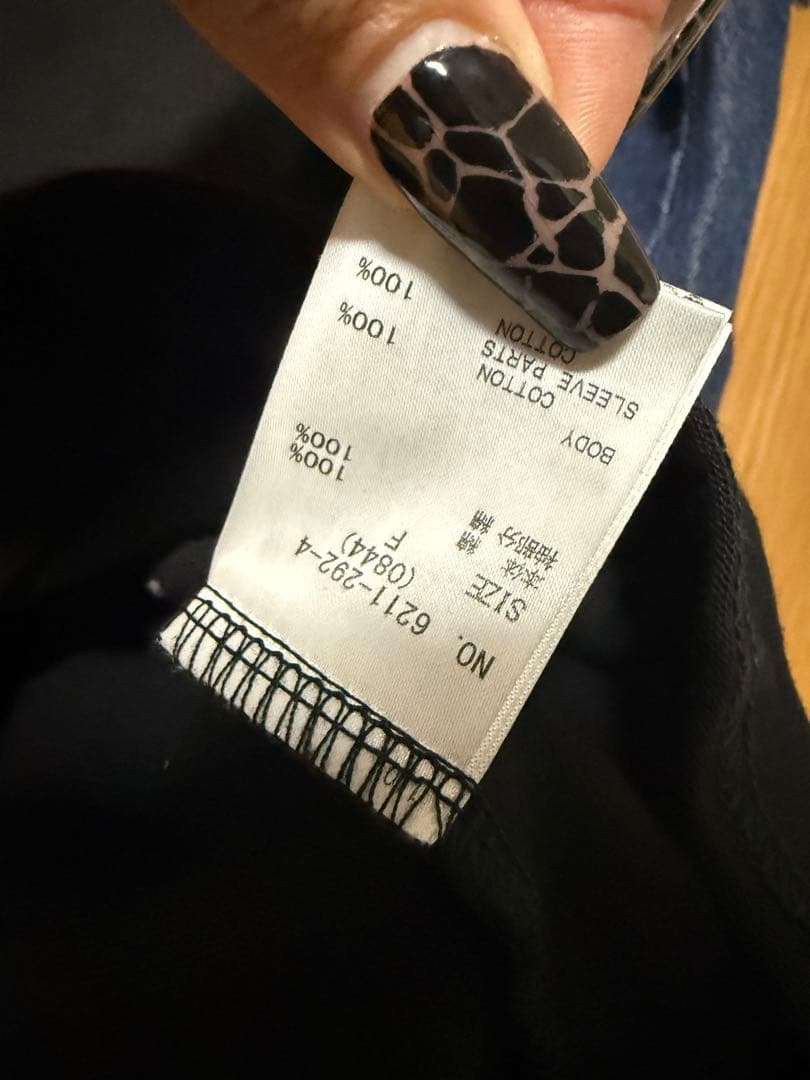 NO. 6211-292-4
(0844)
SIZE F
本体 綿 100%
袖部分 綿 100%
BODY
COTTON 100%
SLEEVE PARTS
COTTON 100%